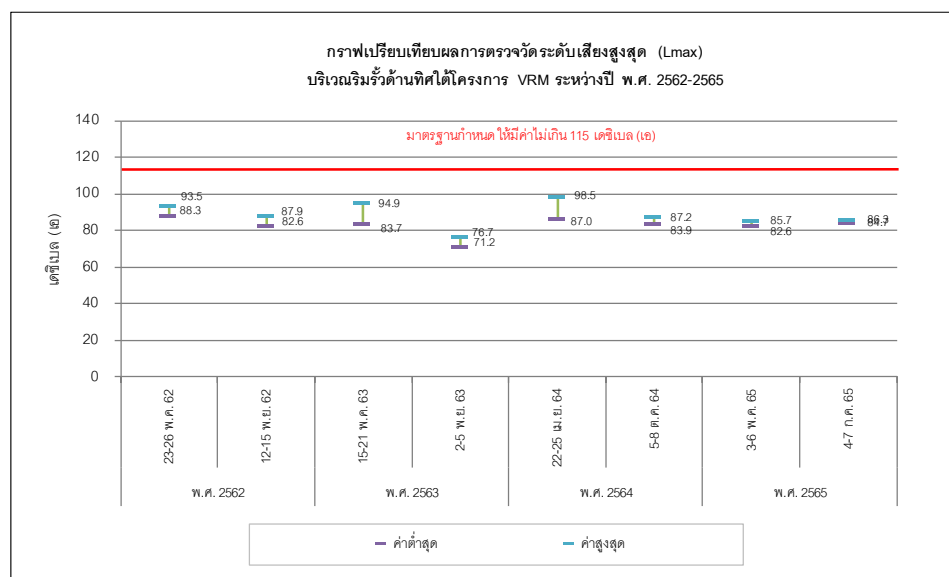 กราฟเปรียบเทียบผลการตรวจวัดระดับเสียงสูงสุด (Lmax)
บริเวณริมรั้วด้านทิศใต้โครงการ VRM ระหว่างปี พ.ศ. 2562-2565
มาตรฐานกำหนด ให้มีค่าไม่เกิน 115 เดซิเบล (เอ)
เดซิเบล (เอ)
140
120
100
80
60
40
20
0
93.5
88.3
87.9
82.6
94.9
83.7
76.7
71.2
98.5
87.0
87.2
83.9
85.7
82.6
86.3
84.7
23-26 พ.ค. 62
12-15 พ.ย. 62
15-21 พ.ค. 63
2-5 พ.ย. 63
22-25 เม.ย. 64
5-8 ต.ค. 64
3-6 พ.ค. 65
4-7 ก.ค. 65
พ.ศ. 2562
พ.ศ. 2563
พ.ศ. 2564
พ.ศ. 2565
ค่าต่ำสุด
ค่าสูงสุด